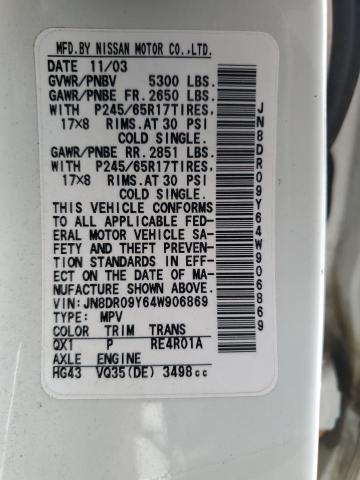 MFD.BY NISSAN MOTOR CO.,LTD.
DATE 11/03
GVWR/PNBV 5300 LBS.
GAWR/PNBE FR. 2650 LBS.
WITH P245/65R17TIRES,
17X8 RIMS.AT 30 PSI
COLD SINGLE.
GAWR/PNBE RR. 2851 LBS.
WITH P245/65R17TIRES,
17X8 RIMS.AT 30 PSI
COLD SINGLE.
THIS VEHICLE CONFORMS
TO ALL APPLICABLE FED-
ERAL MOTOR VEHICLE SA-
FETY AND THEFT PREVENT-
ION STANDARDS IN EFF-
ECT ON THE DATE OF MA-
NUFACTURE SHOWN ABOVE.
VIN:JN8DR09Y64W906869
TYPE: MPV
COLOR TRIM TRANS
QX1 P RE4R01A
AXLE ENGINE
HG43 VQ35(DE) 3498cc
JN8DR09Y64W906869